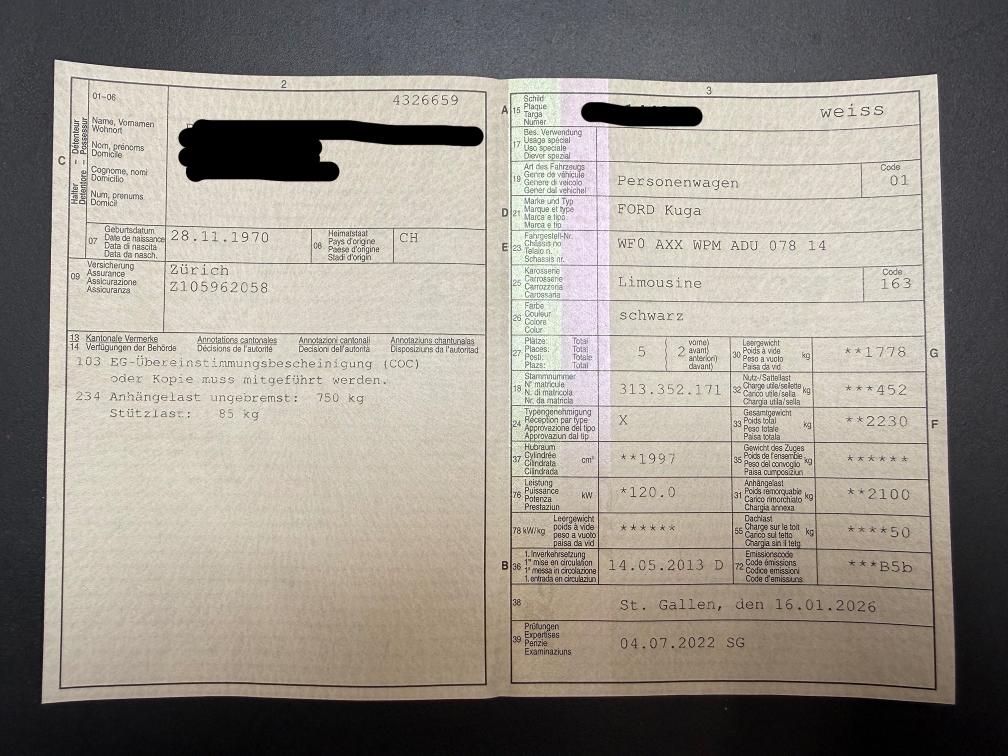 2
01-06
4326659
Halter Détenteur
Detentore Possessur
C
Name, Vornamen
Wohnort
Nom, prénoms
Domicile
Cognome, nomi
Domicilio
Num, prenums
Domicil
07
Geburtsdatum
Date de naissance
Data di nascita
Data da nasch.
28.11.1970
08
Heimatstaat
Pays d'origine
Paese d'origine
Stadi d'origin
CH
09
Versicherung
Assurance
Assicurazione
Assicuranza
Zürich
Z105962058
13 Kantonale Vermerke Annotations cantonales Annotazioni cantonali Annotaziuns chantunales
14 Verfügungen der Behörde Décisions de l'autorité Decisioni dell'autorità Disposiziuns da l'autoritad
103 EG-Übereinstimmungsbescheinigung (COC)
oder Kopie muss mitgeführt werden.
234 Anhängelast ungebremst: 750 kg
Stützlast: 85 kg
3
A 15
Schild
Plaque
Targa
Numer
weiss
17
Bes. Verwendung
Usage spécial
Uso speciale
Diever spezial
19
Art des Fahrzeugs
Genre de véhicule
Genere di veicolo
Gener dal vehichel
Personenwagen
Code
01
D 21
Marke und Typ
Marque et type
Marca e tipo
Marca e tip
FORD Kuga
E 23
Fahrgestell-Nr.
Châssis no
Telaio n.
Schassis nr.
WF0 AXX WPM ADU 078 14
25
Karosserie
Carrosserie
Carrozzeria
Carossaria
Limousine
Code
163
26
Farbe
Couleur
Colore
Colur
schwarz
27
Plätze: Total
Places: Total
Posti: Totale
Plazs: Total
5 ( 2
vorne)
avant)
anteriori)
davant)
30
Leergewicht
Poids à vide
Peso a vuoto
Paisa da vid
kg
**1778
G
18
Stammnummer
N° matricule
N. di matricola
Nr. da matricla
313.352.171
32
Nutz-/Sattellast
Charge utile/sellette
Carico utile/sella
Chargia utila/sella
kg
***452
24
Typengenehmigung
Réception par type
Approvazione del tipo
Approvaziun dal tip
X
33
Gesamtgewicht
Poids total
Peso totale
Paisa totala
kg
**2230
F
37
Hubraum
Cylindrée
Cilindrata
Cilindrada
cm³
**1997
35
Gewicht des Zuges
Poids de l'ensemble
Peso del convoglio
Paisa cumposiziun
kg
******
76
Leistung
Puissance
Potenza
Prestaziun
kW
*120.0
31
Anhängelast
Poids remorquable
Carico rimorchiato
Chargia annexa
kg
**2100
78 kW/kg
Leergewicht
poids à vide
peso a vuoto
paisa da vid
******
55
Dachlast
Charge sur le toit
Carico sul tetto
Chargia sin il tetg
kg
****50
B 36
1. Inverkehrsetzung
1re mise en circulation
1a messa in circolazione
1. entrada en circulaziun
14.05.2013 D
72
Emissionscode
Code émissions
Codice emissioni
Code d'emissiuns
***B5b
38
St. Gallen, den 16.01.2026
39
Prüfungen
Expertises
Perizie
Examinaziuns
04.07.2022 SG